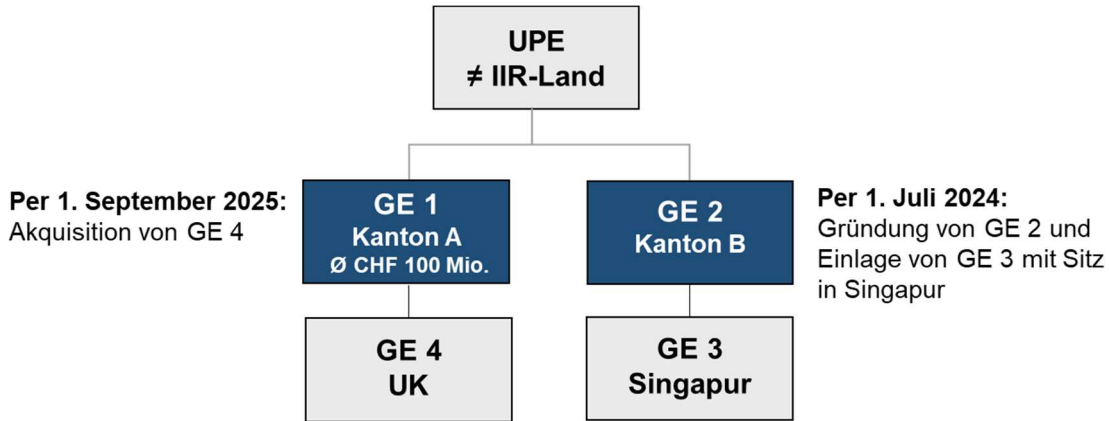 UPE
≠ IIR-Land
Per 1. September 2025:
Akquisition von GE 4
GE 1
Kanton A
Ø CHF 100 Mio.
GE 2
Kanton B
Per 1. Juli 2024:
Gründung von GE 2 und
Einlage von GE 3 mit Sitz
in Singapur
GE 4
UK
GE 3
Singapur